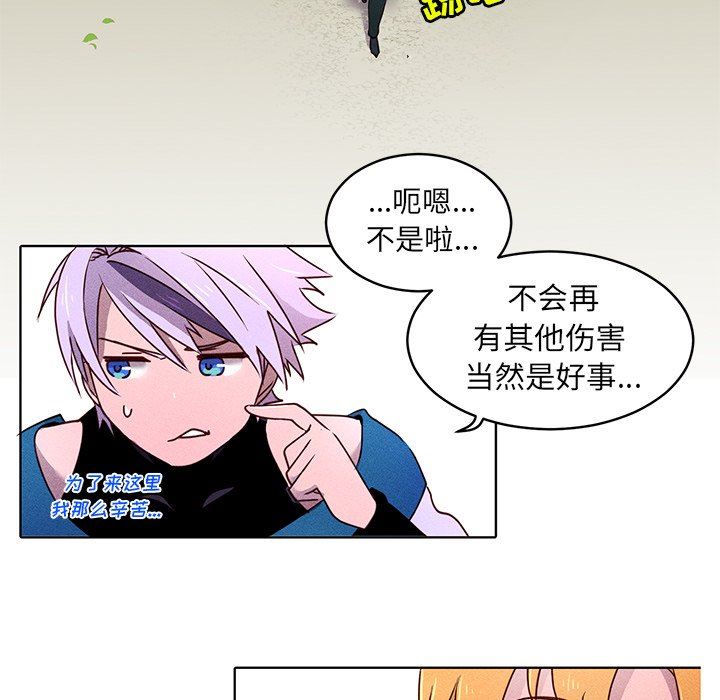 …呃嗯…
不是啦…
不会再
有其他伤害
当然是好事…
为了来这里
我那么辛苦…